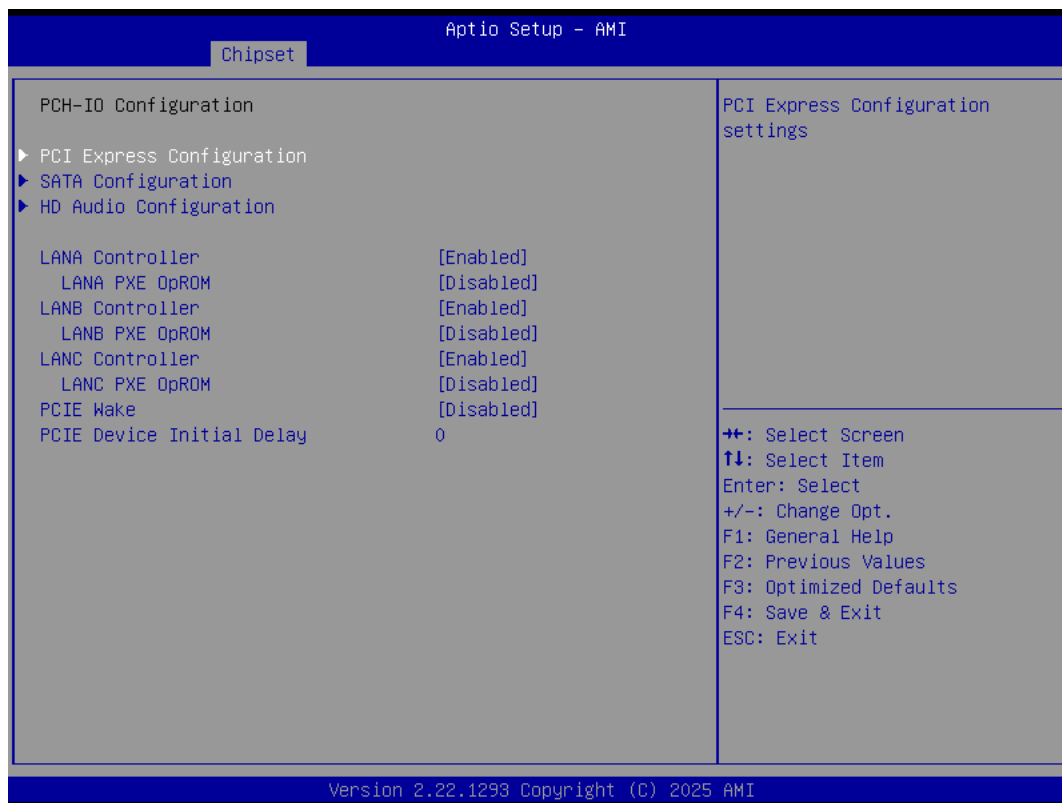 Aptio Setup - AMI
Chipset
PCH-IO Configuration
PCI Express Configuration
SATA Configuration
HD Audio Configuration
LANA Controller [Enabled]
LANA PXE OpROM [Disabled]
LANB Controller [Enabled]
LANB PXE OpROM [Disabled]
LANC Controller [Enabled]
LANC PXE OpROM [Disabled]
PCIE Wake [Disabled]
PCIE Device Initial Delay 0
PCI Express Configuration
settings
→←: Select Screen
↑↓: Select Item
Enter: Select
+/-: Change Opt.
F1: General Help
F2: Previous Values
F3: Optimized Defaults
F4: Save & Exit
ESC: Exit
Version 2.22.1293 Copyright (C) 2025 AMI